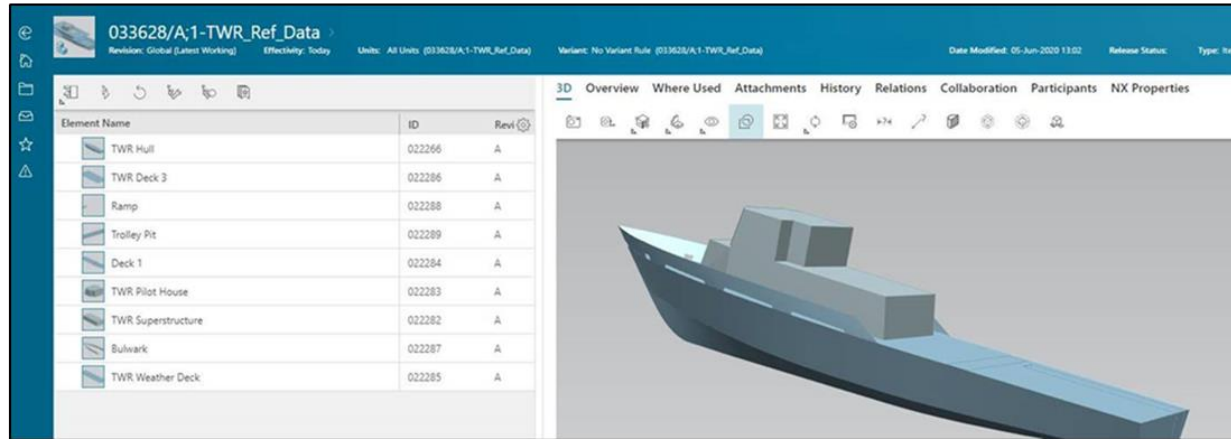 033628/A;1-TWR_Ref_Data
Revision: Global (Latest Working) Effectivity: Today Units: All Units (033628/A;1-TWR_Ref_Data) Variant: No Variant Rule (033628/A;1-TWR_Ref_Data) Date Modified: 05-Jun-2020 13:02 Release Status: Type:
3D Overview Where Used Attachments History Relations Collaboration Participants NX Properties
Element Name ID Revi
TWR Hull 022266 A
TWR Deck 3 022286 A
Ramp 022288 A
Trolley Pit 022289 A
Deck 1 022284 A
TWR Pilot House 022283 A
TWR Superstructure 022282 A
Bulwark 022287 A
TWR Weather Deck 022285 A